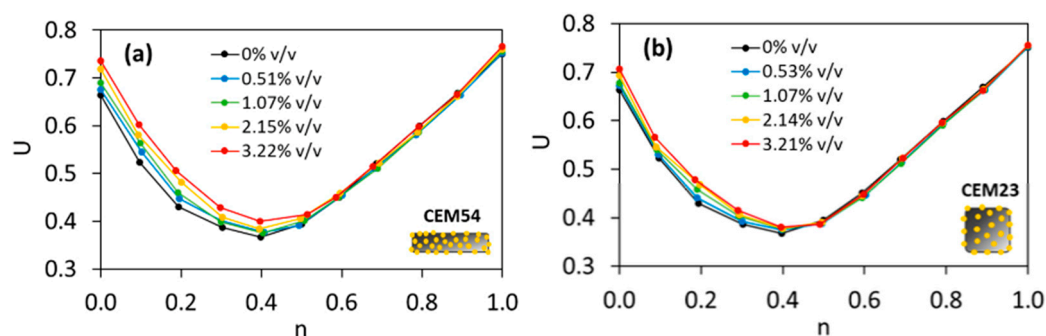 (a)
0% v/v
0.51% v/v
1.07% v/v
2.15% v/v
3.22% v/v
CEM54
U
0.8
0.7
0.6
0.5
0.4
0.3
0.0 0.2 0.4 0.6 0.8 1.0
n
(b)
0% v/v
0.53% v/v
1.07% v/v
2.14% v/v
3.21% v/v
CEM23
U
0.8
0.7
0.6
0.5
0.4
0.3
0.0 0.2 0.4 0.6 0.8 1.0
n